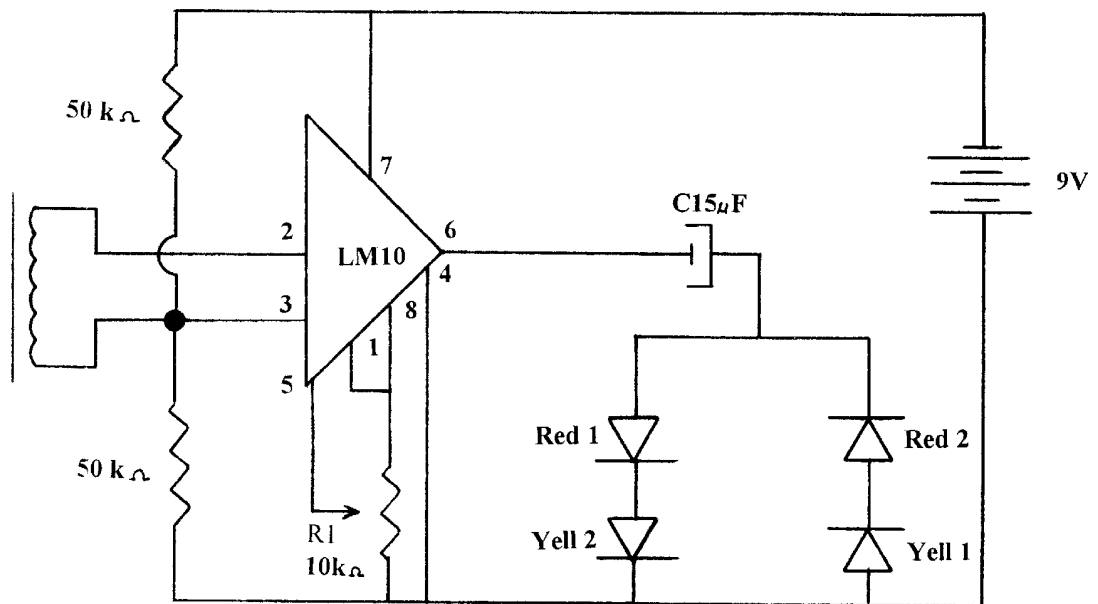 50 kΩ
7
9V
C15µF
2
LM10
6
4
3
8
1
5
Red 1
Red 2
50 kΩ
R1
10kΩ
Yell 2
Yell 1